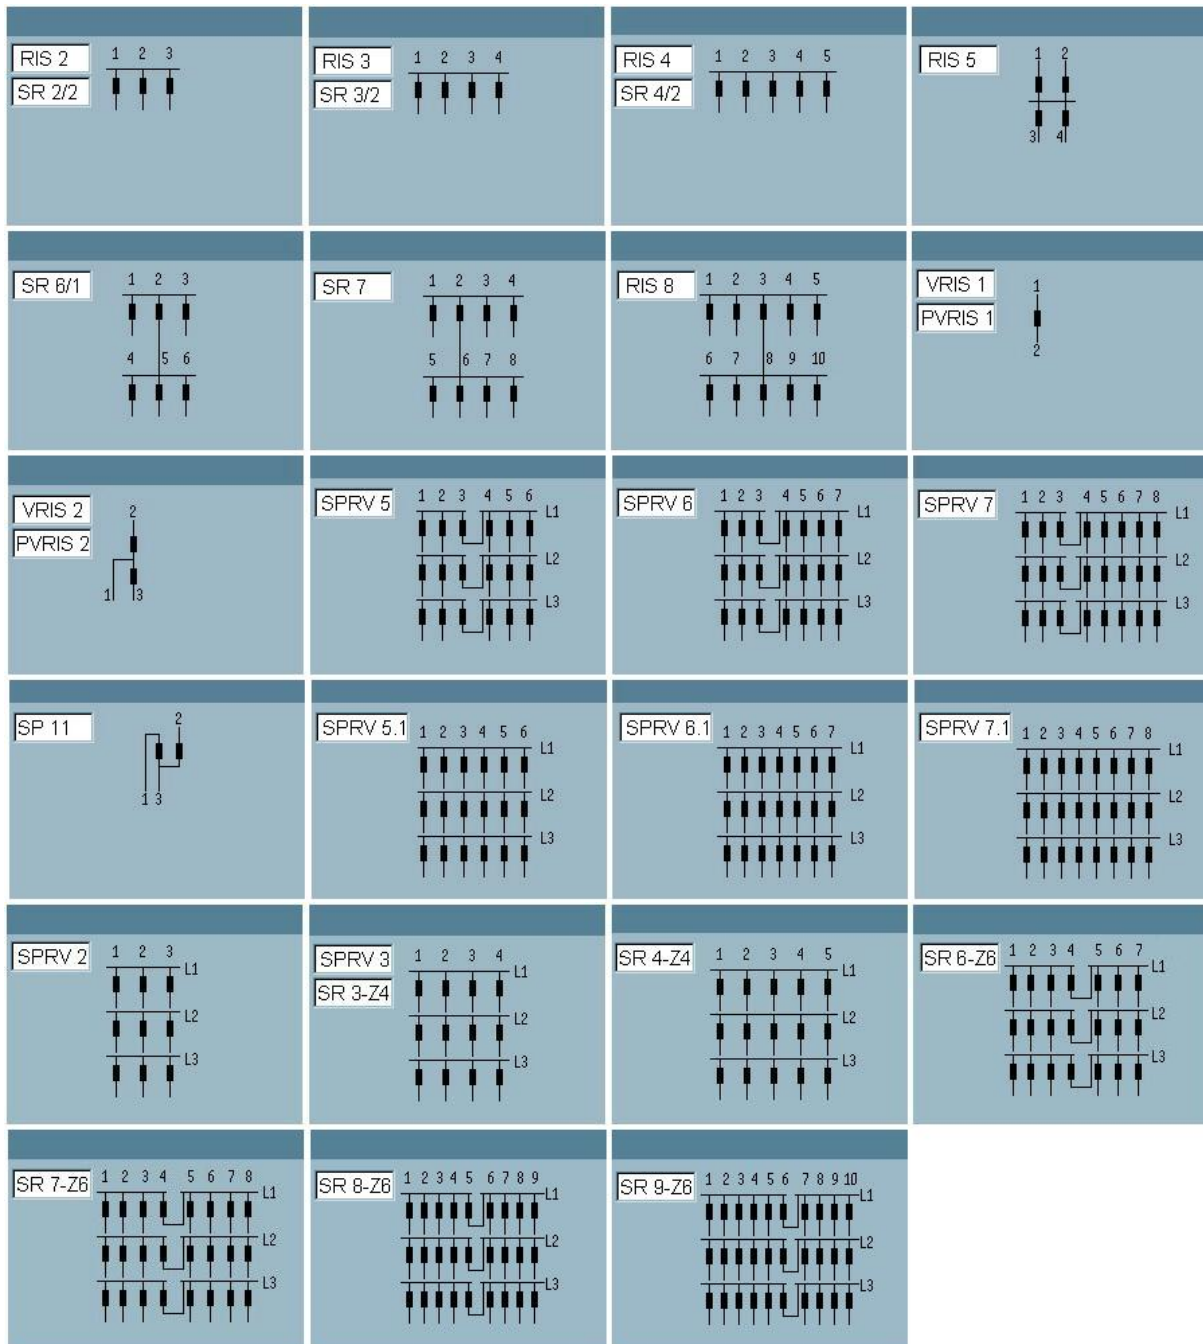 RIS 2
SR 2/2
1 2 3
RIS 3
SR 3/2
1 2 3 4
RIS 4
SR 4/2
1 2 3 4 5
RIS 5
1 2
3 4
SR 6/1
1 2 3
4 5 6
SR 7
1 2 3 4
5 6 7 8
RIS 8
1 2 3 4 5
6 7 8 9 10
VRIS 1
PVRIS 1
1
2
VRIS 2
PVRIS 2
2
1 3
SPRV 5
1 2 3 4 5 6
L1
L2
L3
SPRV 6
1 2 3 4 5 6 7
L1
L2
L3
SPRV 7
1 2 3 4 5 6 7 8
L1
L2
L3
SP 11
2
1 3
SPRV 5.1
1 2 3 4 5 6
L1
L2
L3
SPRV 6.1
1 2 3 4 5 6 7
L1
L2
L3
SPRV 7.1
1 2 3 4 5 6 7 8
L1
L2
L3
SPRV 2
1 2 3
L1
L2
L3
SPRV 3
SR 3-Z4
1 2 3 4
L1
L2
L3
SR 4-Z4
1 2 3 4 5
L1
L2
L3
SR 6-Z6
1 2 3 4 5 6 7
L1
L2
L3
SR 7-Z6
1 2 3 4 5 6 7 8
L1
L2
L3
SR 8-Z6
1 2 3 4 5 6 7 8 9
L1
L2
L3
SR 9-Z6
1 2 3 4 5 6 7 8 9 10
L1
L2
L3